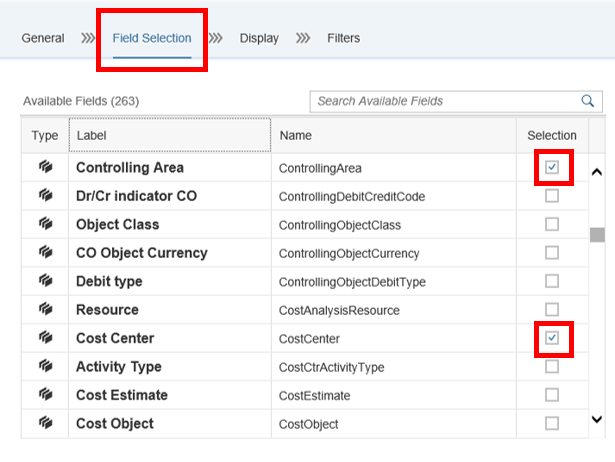 General Field Selection Display Filters
Available Fields (263) Search Available Fields
Type Label Name Selection
Controlling Area ControllingArea
Dr/Cr indicator CO ControllingDebitCreditCode
Object Class ControllingObjectClass
CO Object Currency ControllingObjectCurrency
Debit type ControllingObjectDebitType
Resource CostAnalysisResource
Cost Center CostCenter
Activity Type CostCtrActivityType
Cost Estimate CostEstimate
Cost Object CostObject